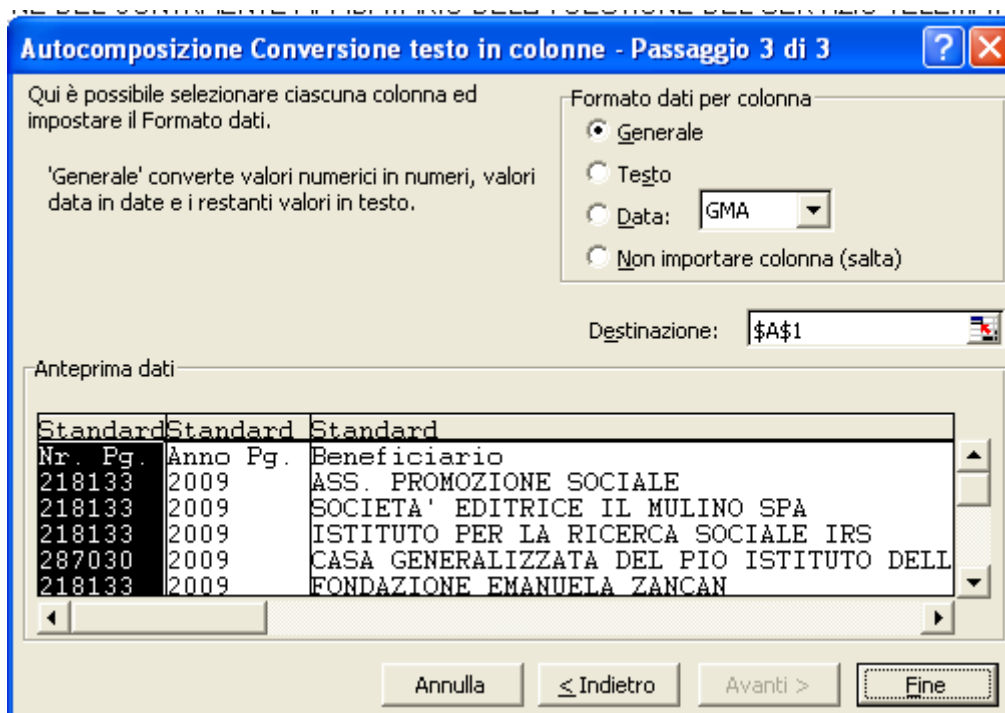 Autocomposizione Conversione testo in colonne - Passaggio 3 di 3
Qui è possibile selezionare ciascuna colonna ed
impostare il Formato dati.
'Generale' converte valori numerici in numeri, valori
data in date e i restanti valori in testo.
Formato dati per colonna
Generale
Testo
Data: GMA
Non importare colonna (salta)
Destinazione: $A$1
Anteprima dati
Standard Standard Standard
Nr. Pg. Anno Pg. Beneficiario
218133 2009 ASS. PROMOZIONE SOCIALE
218133 2009 SOCIETA' EDITRICE IL MULINO SPA
218133 2009 ISTITUTO PER LA RICERCA SOCIALE IRS
287030 2009 CASA GENERALIZZATA DEL PIO ISTITUTO DELL
218133 2009 FONDAZIONE EMANUELA ZANCAN
Annulla < Indietro Avanti > Fine